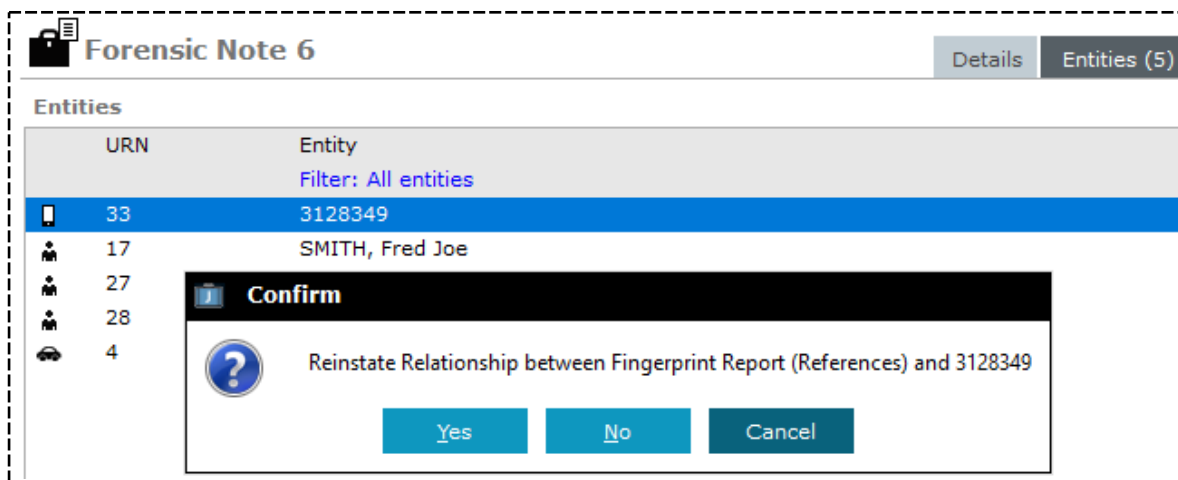 Forensic Note 6
Details
Entities (5)
Entities
URN Entity
Filter: All entities
33 3128349
17 SMITH, Fred Joe
27
28
4
J Confirm
Reinstate Relationship between Fingerprint Report (References) and 3128349
Yes No Cancel